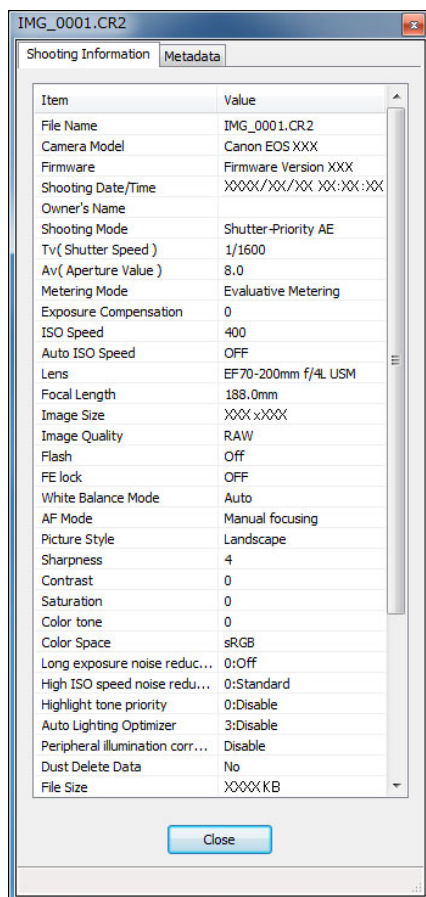 IMG_0001.CR2
Shooting Information Metadata
Item Value
File Name IMG_0001.CR2
Camera Model Canon EOS XXX
Firmware Firmware Version XXX
Shooting Date/Time XXXX/XX/XX XX:XX:XX
Owner's Name
Shooting Mode Shutter-Priority AE
Tv( Shutter Speed ) 1/1600
Av( Aperture Value ) 8.0
Metering Mode Evaluative Metering
Exposure Compensation 0
ISO Speed 400
Auto ISO Speed OFF
Lens EF70-200mm f/4L USM
Focal Length 188.0mm
Image Size XXX xXXX
Image Quality RAW
Flash Off
FE lock OFF
White Balance Mode Auto
AF Mode Manual focusing
Picture Style Landscape
Sharpness 4
Contrast 0
Saturation 0
Color tone 0
Color Space sRGB
Long exposure noise reduc... 0:Off
High ISO speed noise redu... 0:Standard
Highlight tone priority 0:Disable
Auto Lighting Optimizer 3:Disable
Peripheral illumination corr... Disable
Dust Delete Data No
File Size XXXX KB
Close